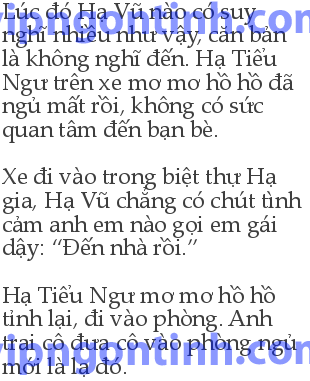 Lúc đó Hạ Vũ nào có suy
nghĩ nhiều như vậy, căn bản
là không nghĩ đến. Hạ Tiểu
Ngư trên xe mơ mơ hồ hồ đã
ngủ mất rồi, không có sức
quan tâm đến bạn bè.
Xe đi vào trong biệt thự Hạ
gia, Hạ Vũ chẳng có chút tình
cảm anh em nào gọi em gái
dậy: “Đến nhà rồi.”
Hạ Tiểu Ngư mơ mơ hồ hồ
tỉnh lại, đi vào phòng. Anh
trai cô đưa cô vào phòng ngủ
mới là lạ đó.